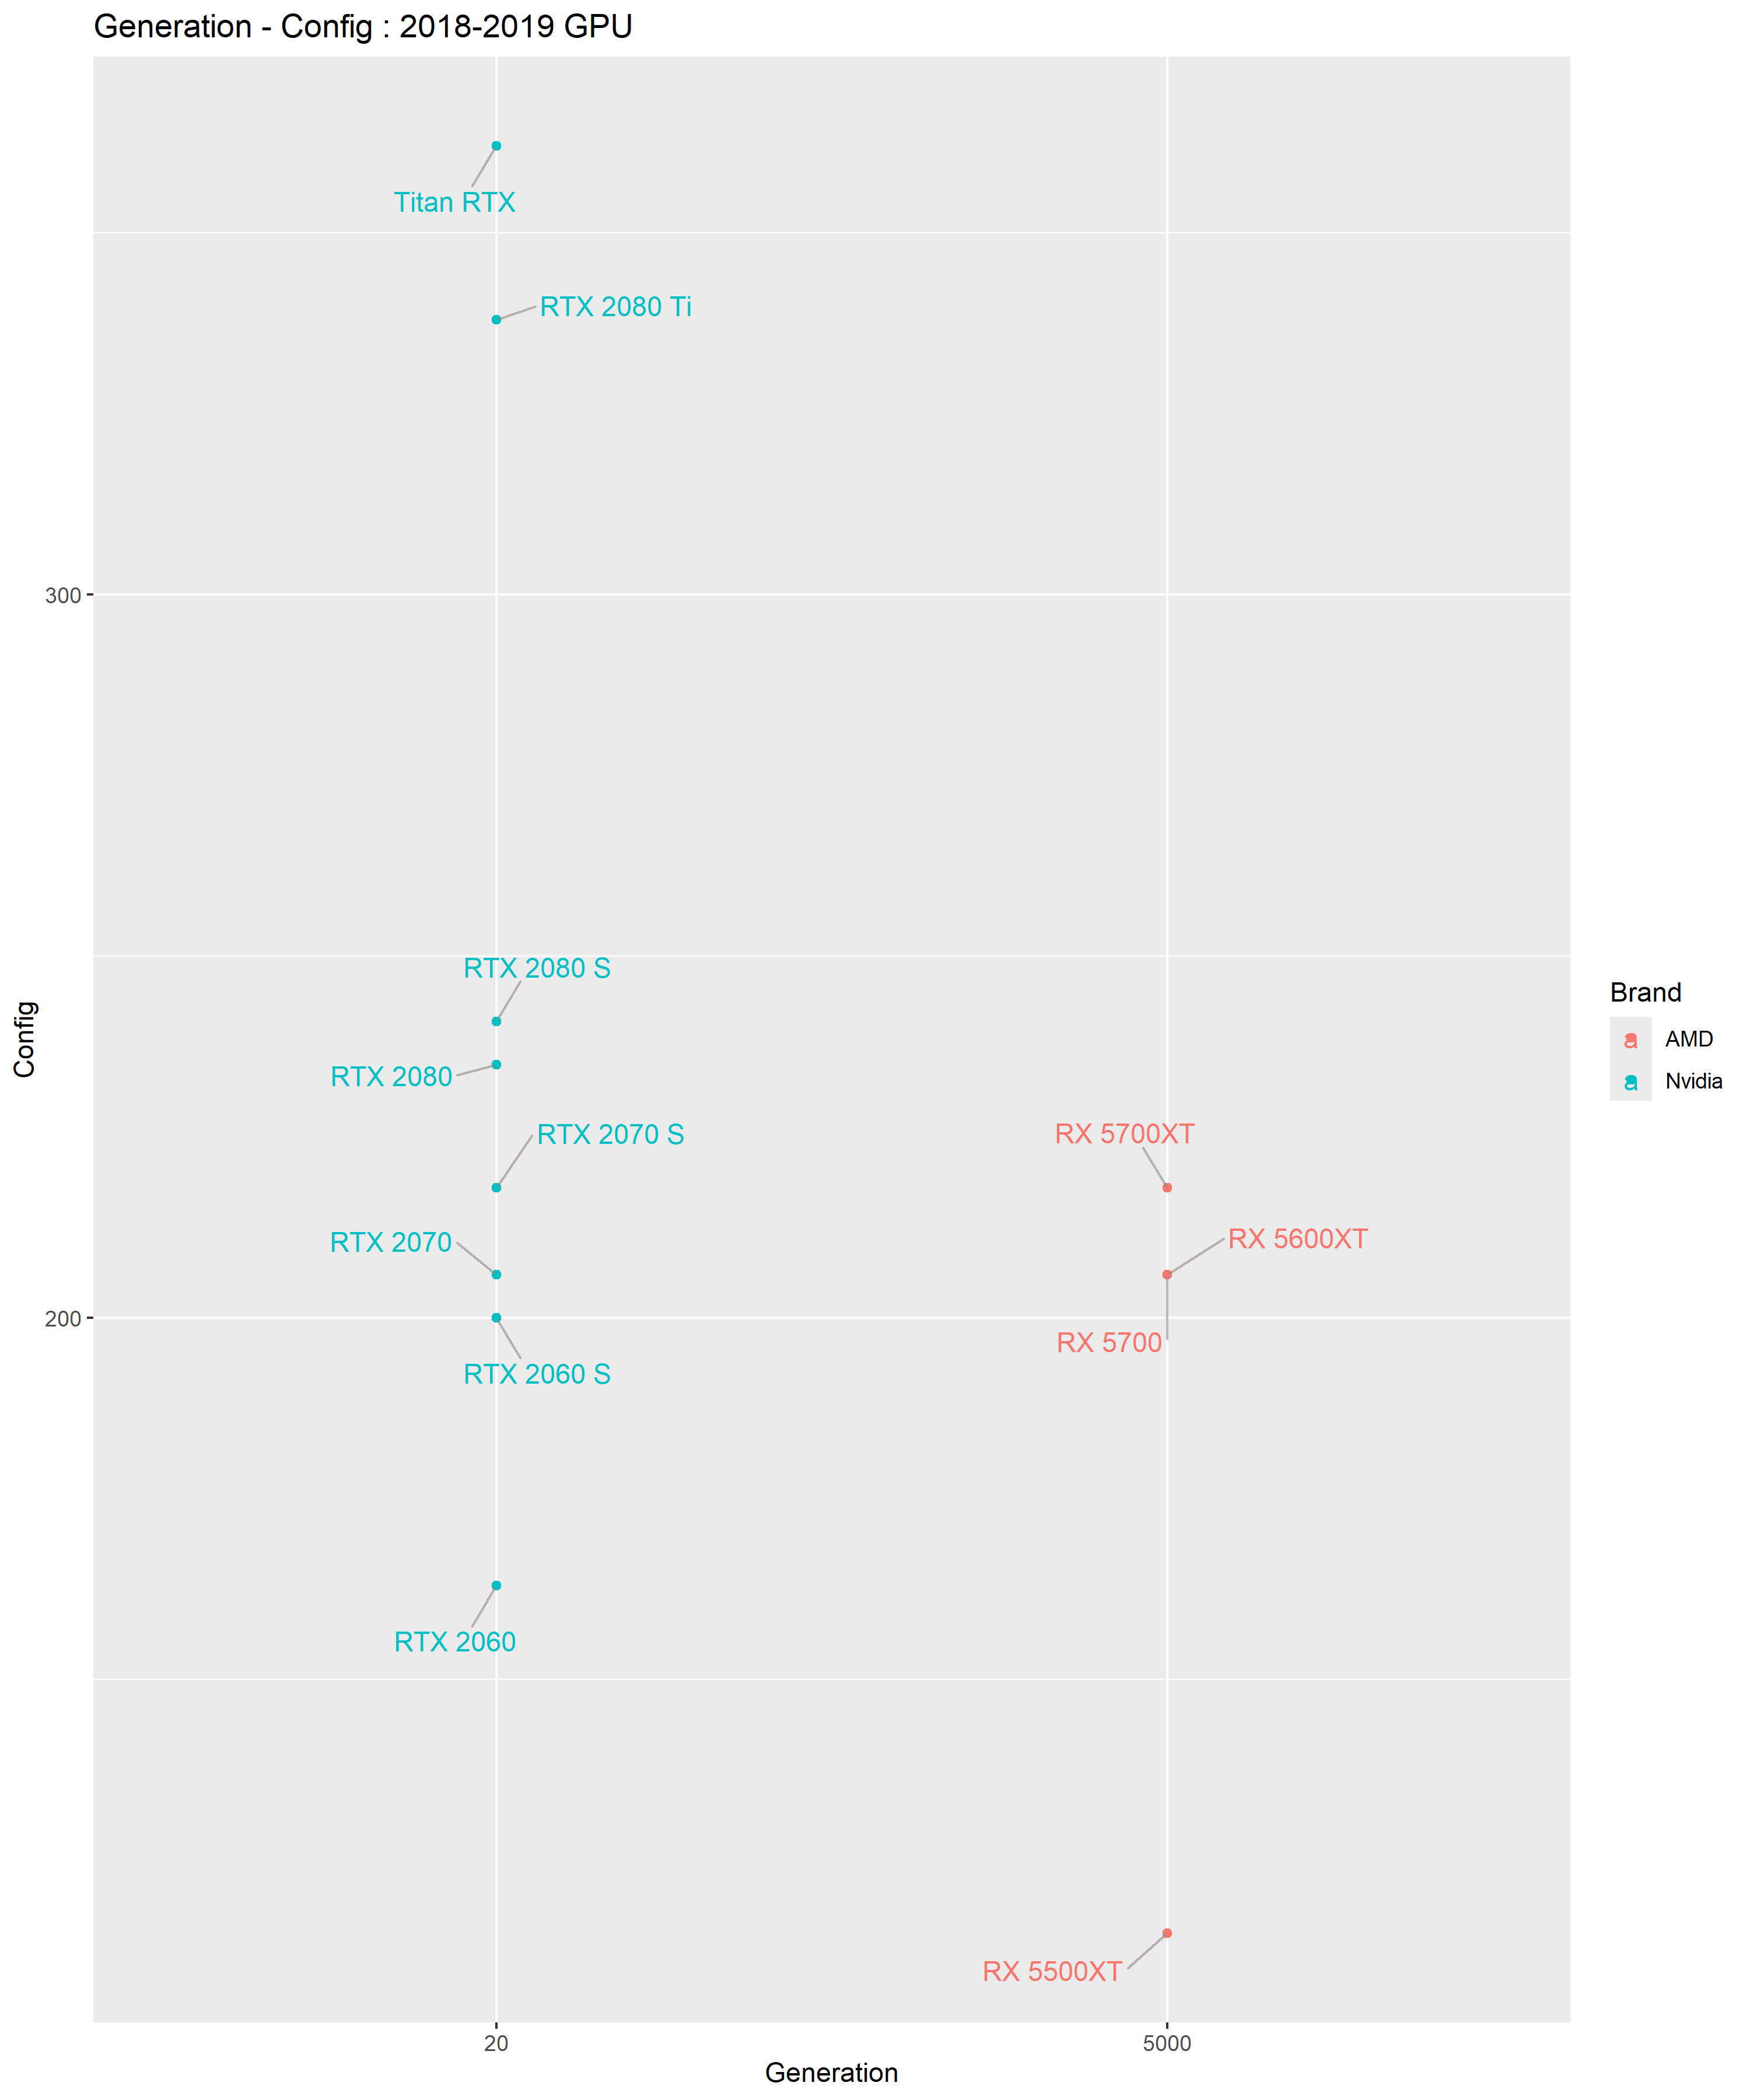 Generation - Config : 2018-2019 GPU
Titan RTX
RTX 2080 Ti
300
RTX 2080 S
Config
Brand
a AMD
RTX 2080
a Nvidia
RTX 2070 S
RX 5700XT
RTX 2070
RX 5600XT
200
RX 5700
RTX 2060 S
RTX 2060
RX 5500XT
20
5000
Generation